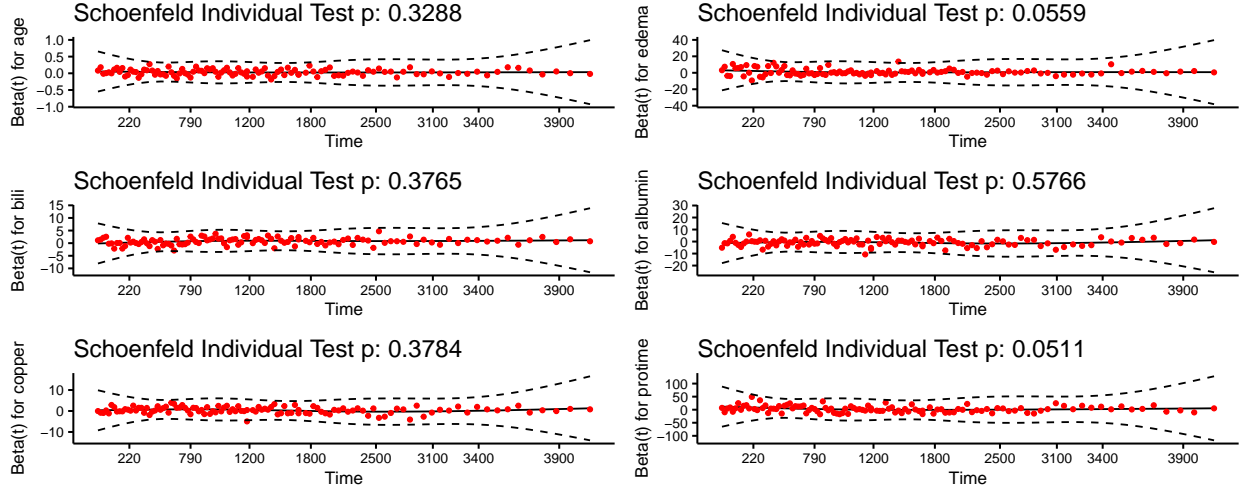 Schoenfeld Individual Test p: 0.3288
Beta(t) for age
1.0
0.5
0.0
−0.5
−1.0
220 790 1200 1800 2500 3100 3400 3900
Time
Schoenfeld Individual Test p: 0.0559
Beta(t) for edema
40
20
0
−20
−40
220 790 1200 1800 2500 3100 3400 3900
Time
Schoenfeld Individual Test p: 0.3765
Beta(t) for bili
15
10
5
0
−5
−10
220 790 1200 1800 2500 3100 3400 3900
Time
Schoenfeld Individual Test p: 0.5766
Beta(t) for albumin
30
20
10
0
−10
−20
220 790 1200 1800 2500 3100 3400 3900
Time
Schoenfeld Individual Test p: 0.3784
Beta(t) for copper
10
0
−10
220 790 1200 1800 2500 3100 3400 3900
Time
Schoenfeld Individual Test p: 0.0511
Beta(t) for protime
100
50
0
−50
−100
220 790 1200 1800 2500 3100 3400 3900
Time